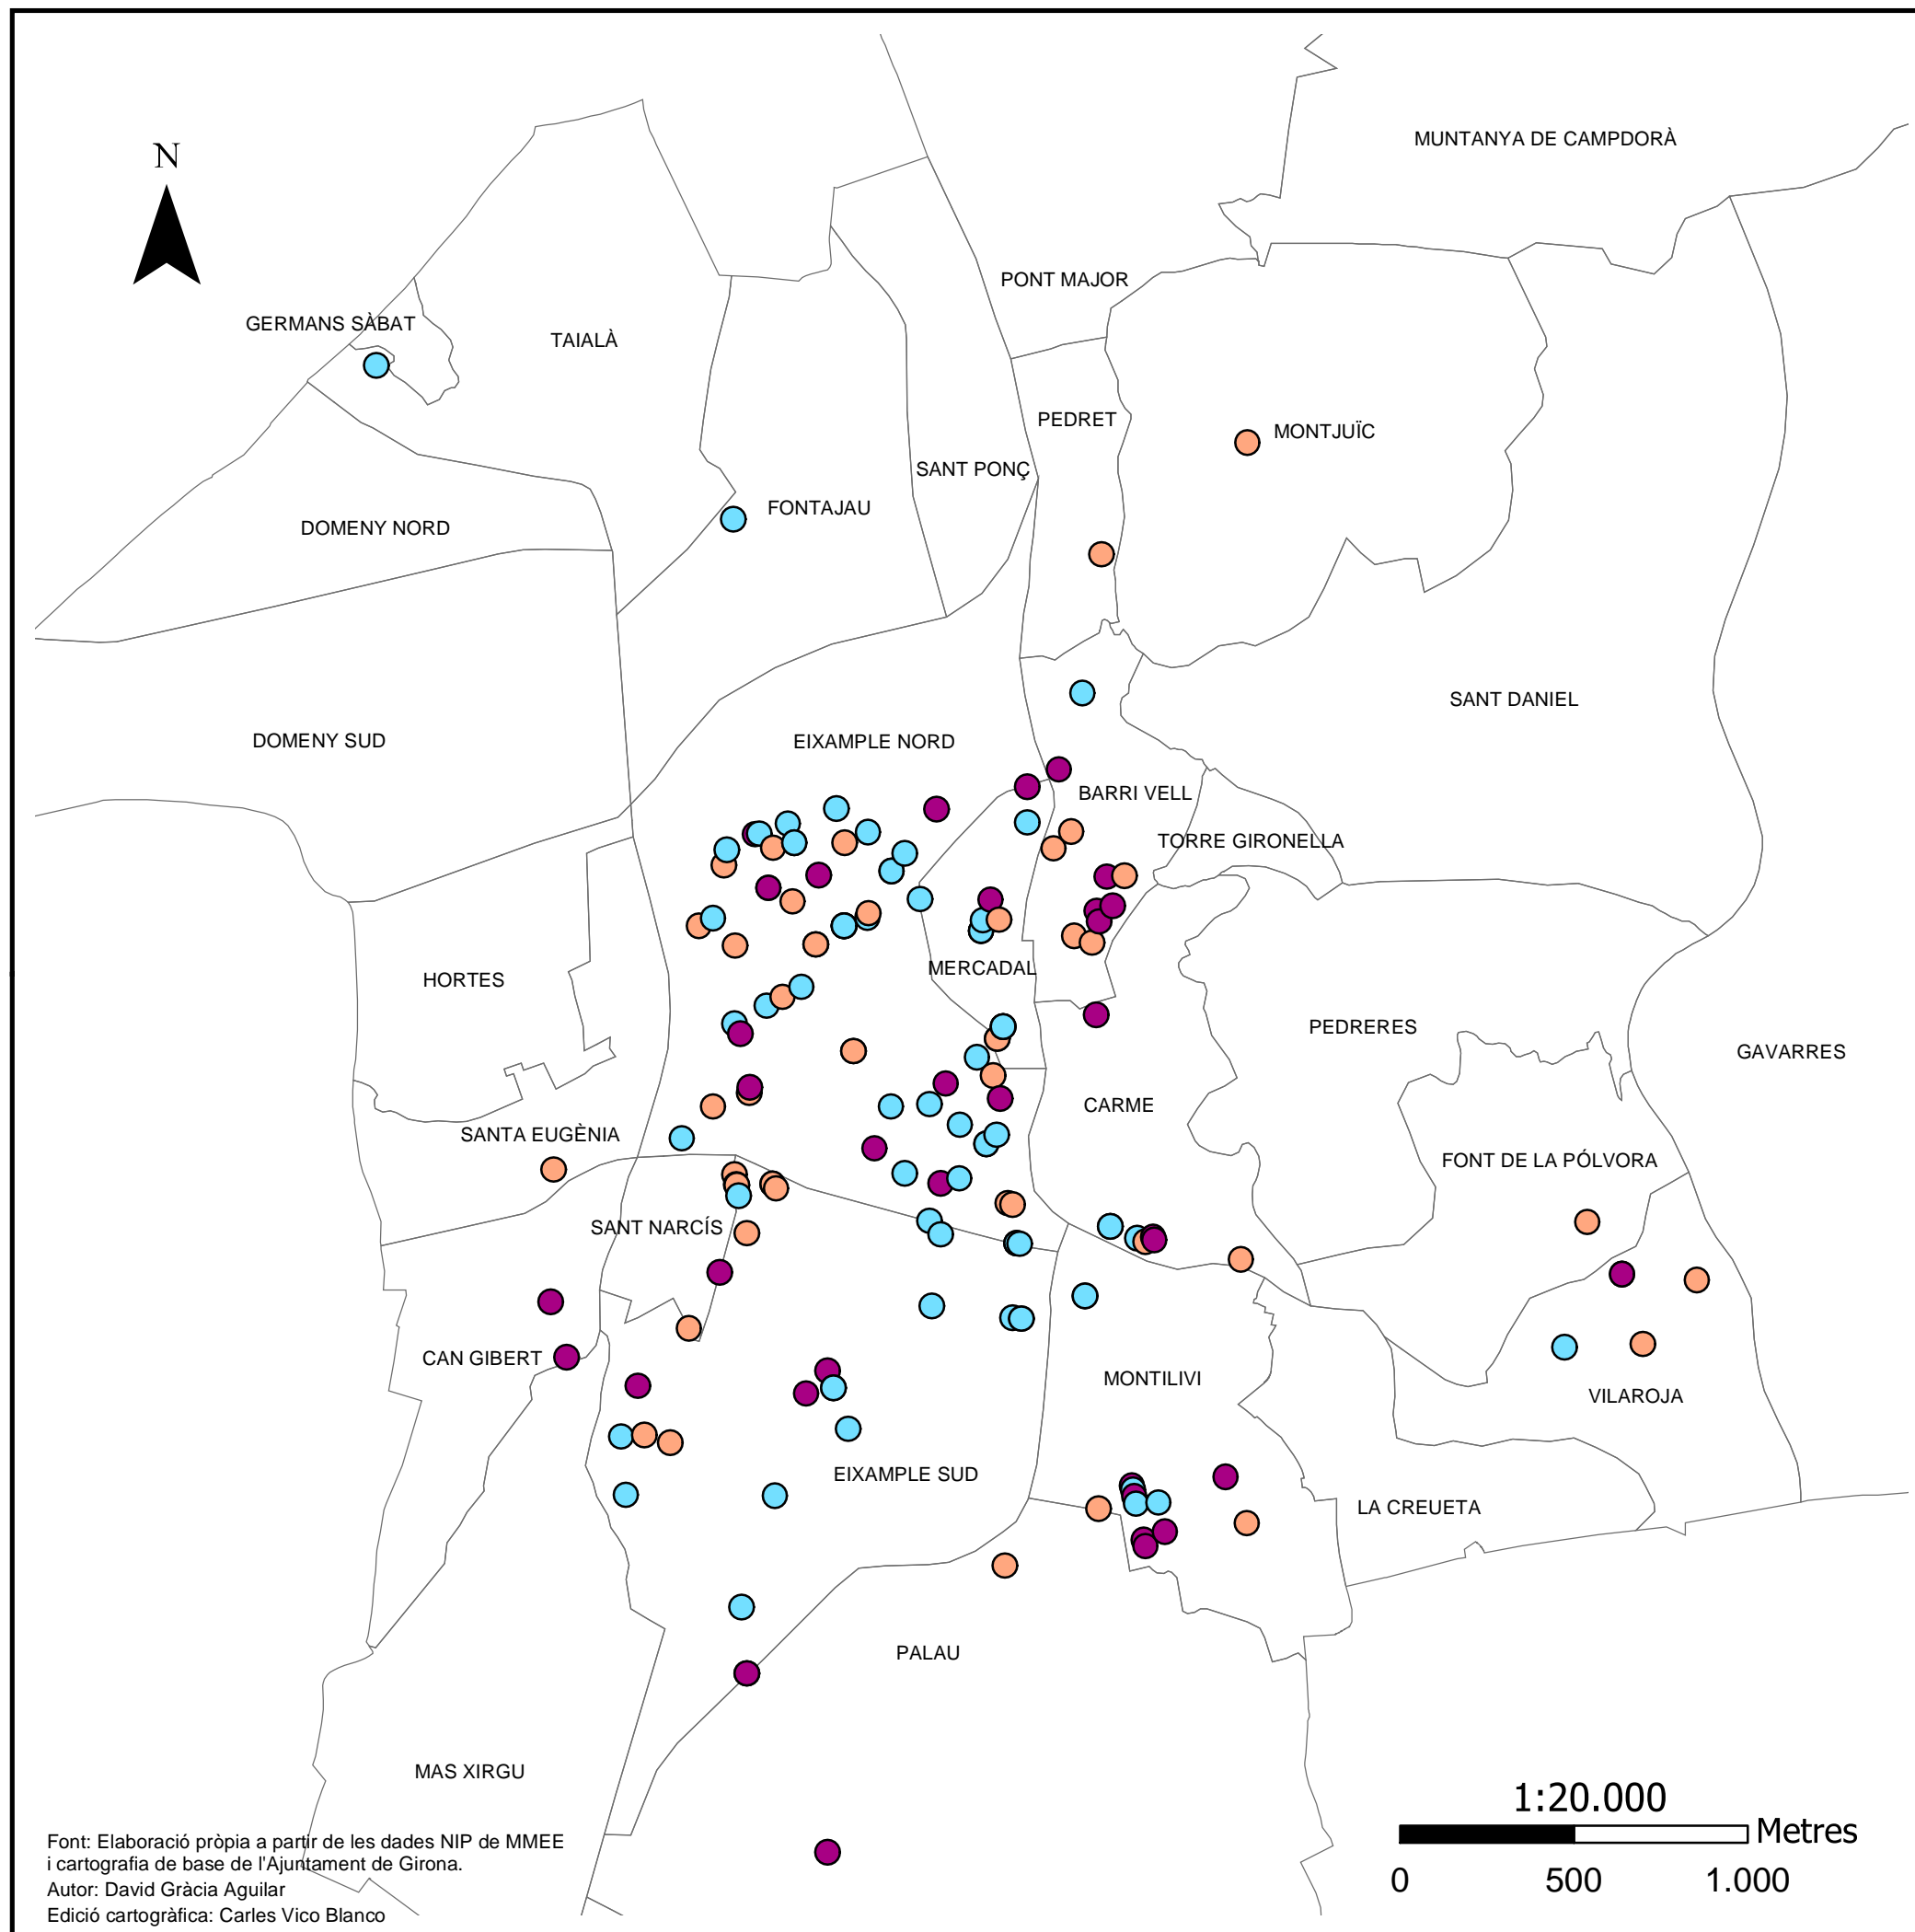 MUNTANYA DE CAMPDORÀ
N
PONT MAJOR
GERMANS SÀBAT
TAIALÀ
PEDRET
MONTJUÏC
SANT PONÇ
FONTAJAU
DOMENY NORD
SANT DANIEL
DOMENY SUD
EIXAMPLE NORD
BARRI VELL
TORRE GIRONELLA
MERCADAL
HORTES
PEDRERES
GAVARRES
CARME
SANTA EUGÈNIA
FONT DE LA PÓLVORA
SANT NARCÍS
CAN GIBERT
MONTILIVI
VILAROJA
EIXAMPLE SUD
LA CREUETA
PALAU
MAS XIRGU
1:20.000
Metres
0 500 1.000
Font: Elaboració pròpia a partir de les dades NIP de MMEE
i cartografia de base de l'Ajuntament de Girona.
Autor: David Gràcia Aguilar
Edició cartogràfica: Carles Vico Blanco